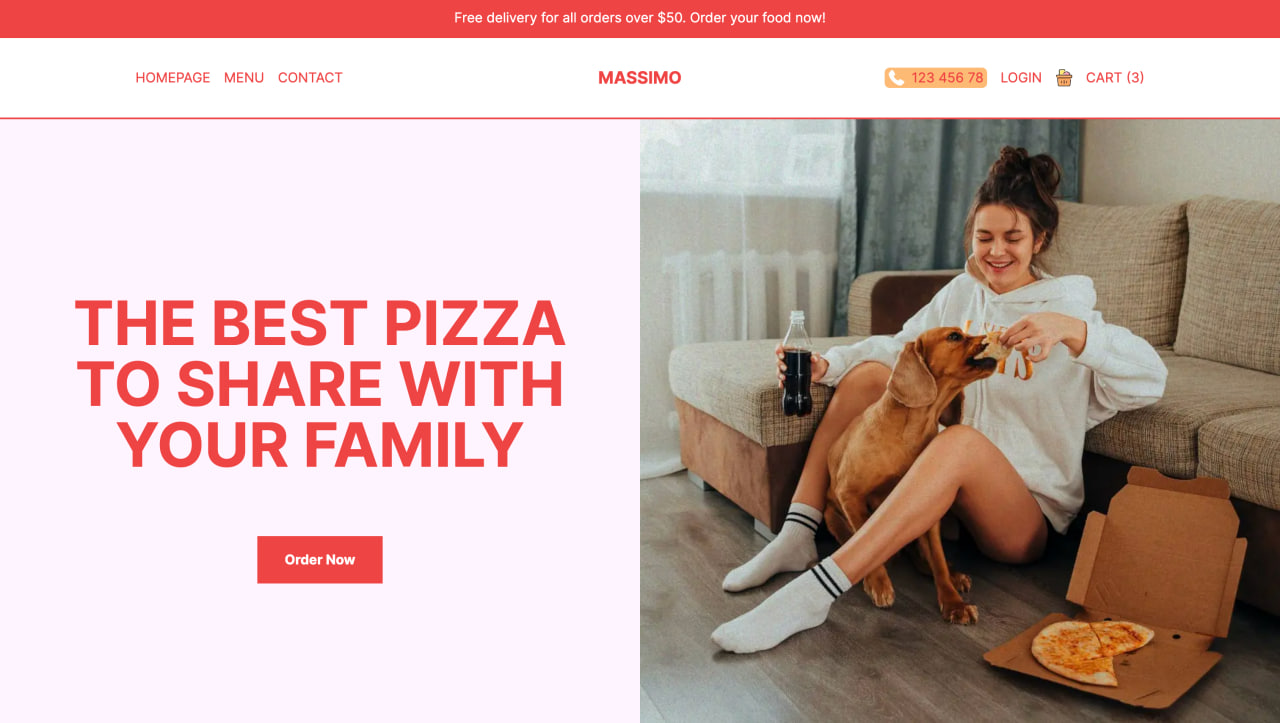 Free delivery for all orders over $50. Order your food now!
HOMEPAGE MENU CONTACT MASSIMO 123 456 78 LOGIN CART (3)
THE BEST PIZZA
TO SHARE WITH
YOUR FAMILY
Order Now